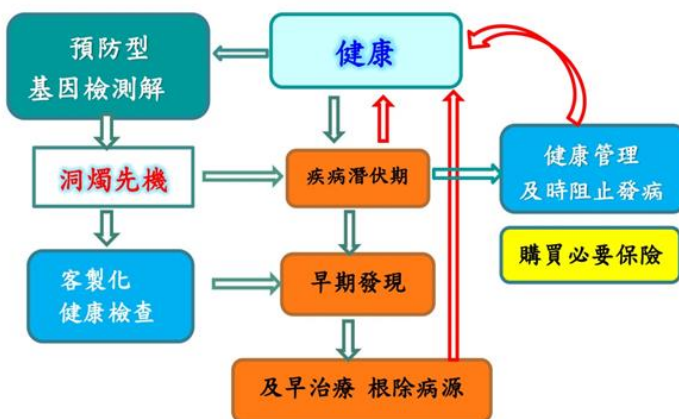 預防型
基因檢測解
健康
洞燭先機
疾病潛伏期
健康管理
及時阻止發病
購買必要保險
客製化
健康檢查
早期發現
及早治療 根除病源